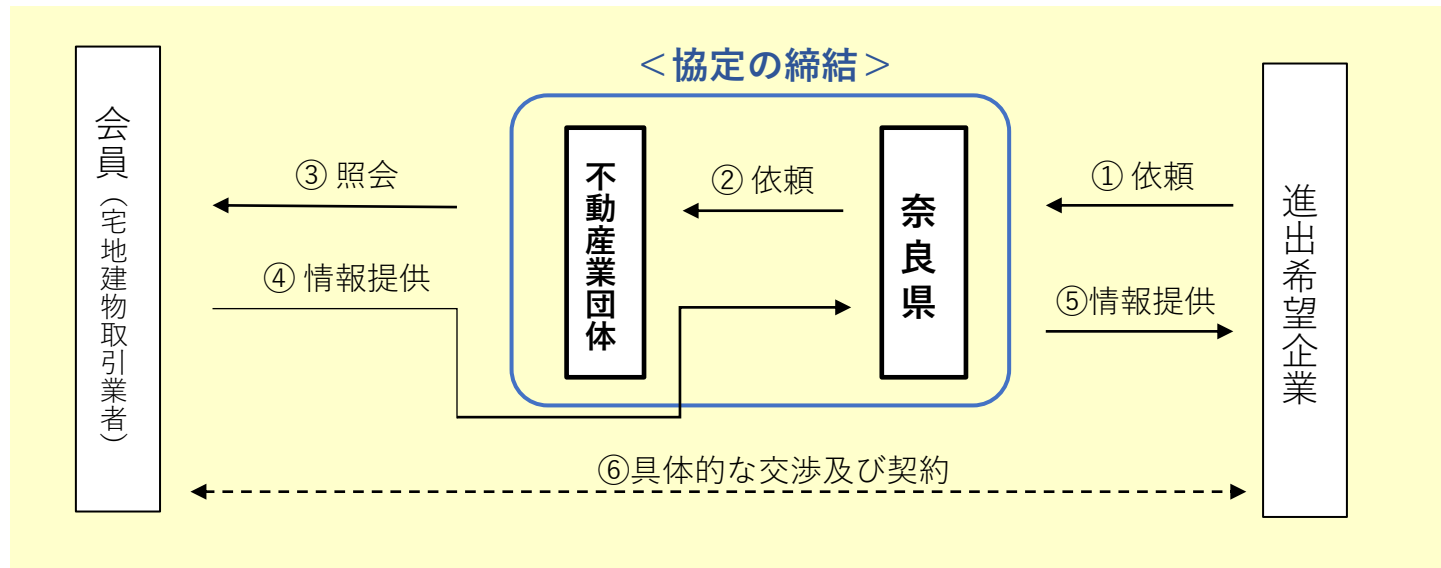 ＜協定の締結＞
会員（宅地建物取引業者）
③ 照会
④ 情報提供
不動産業団体
② 依頼
奈良県
① 依頼
⑤情報提供
進出希望企業
⑥具体的な交渉及び契約